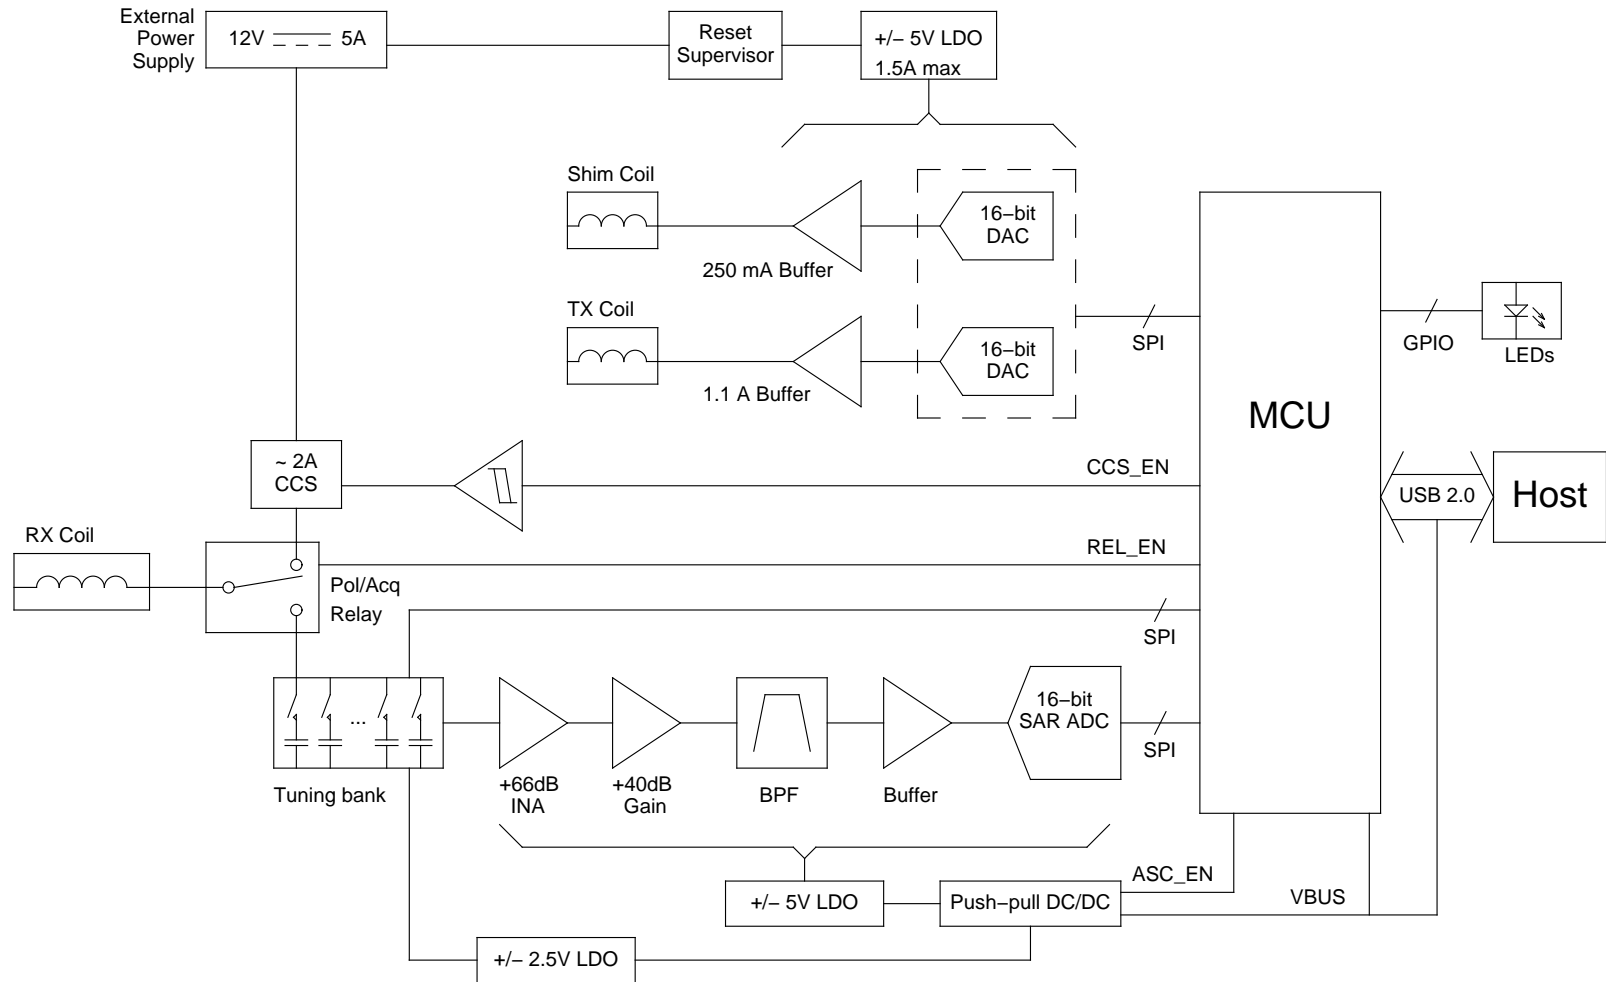 External
Power
Supply
12V 5A
Reset
Supervisor
+/− 5V LDO
1.5A max
Shim Coil
250 mA Buffer
16−bit
DAC
TX Coil
1.1 A Buffer
16−bit
DAC
SPI
MCU
GPIO
LEDs
~ 2A
CCS
CCS_EN
USB 2.0
Host
RX Coil
REL_EN
Pol/Acq
Relay
SPI
...
Tuning bank
+66dB
INA
+40dB
Gain
BPF
Buffer
16−bit
SAR ADC
SPI
ASC_EN
VBUS
+/− 5V LDO
Push−pull DC/DC
+/− 2.5V LDO